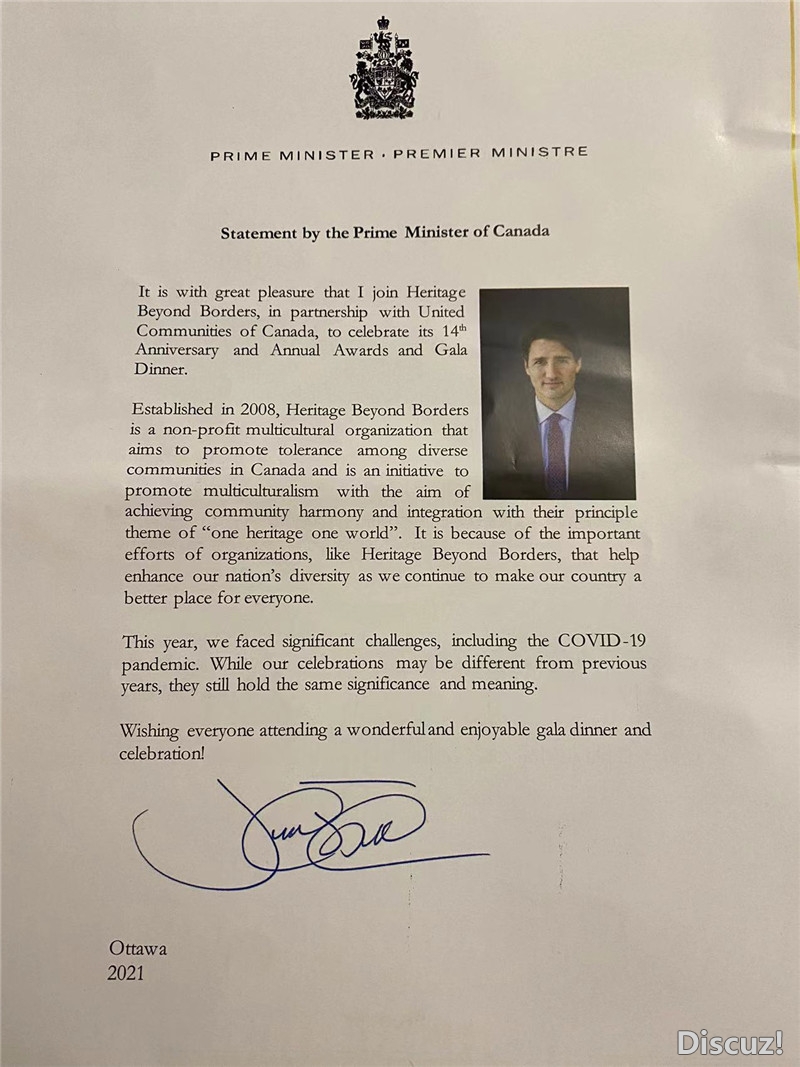 PRIME MINISTER · PREMIER MINISTRE
Statement by the Prime Minister of Canada
It is with great pleasure that I join Heritage
Beyond Borders, in partnership with United
Communities of Canada, to celebrate its 14th
Anniversary and Annual Awards and Gala
Dinner.
Established in 2008, Heritage Beyond Borders
is a non-profit multicultural organization that
aims to promote tolerance among diverse
communities in Canada and is an initiative to
promote multiculturalism with the aim of
achieving community harmony and integration with their principle
theme of “one heritage one world”. It is because of the important
efforts of organizations, like Heritage Beyond Borders, that help
enhance our nation’s diversity as we continue to make our country a
better place for everyone.
This year, we faced significant challenges, including the COVID-19
pandemic. While our celebrations may be different from previous
years, they still hold the same significance and meaning.
Wishing everyone attending a wonderful and enjoyable gala dinner and
celebration!
Ottawa
2021
Discuz!